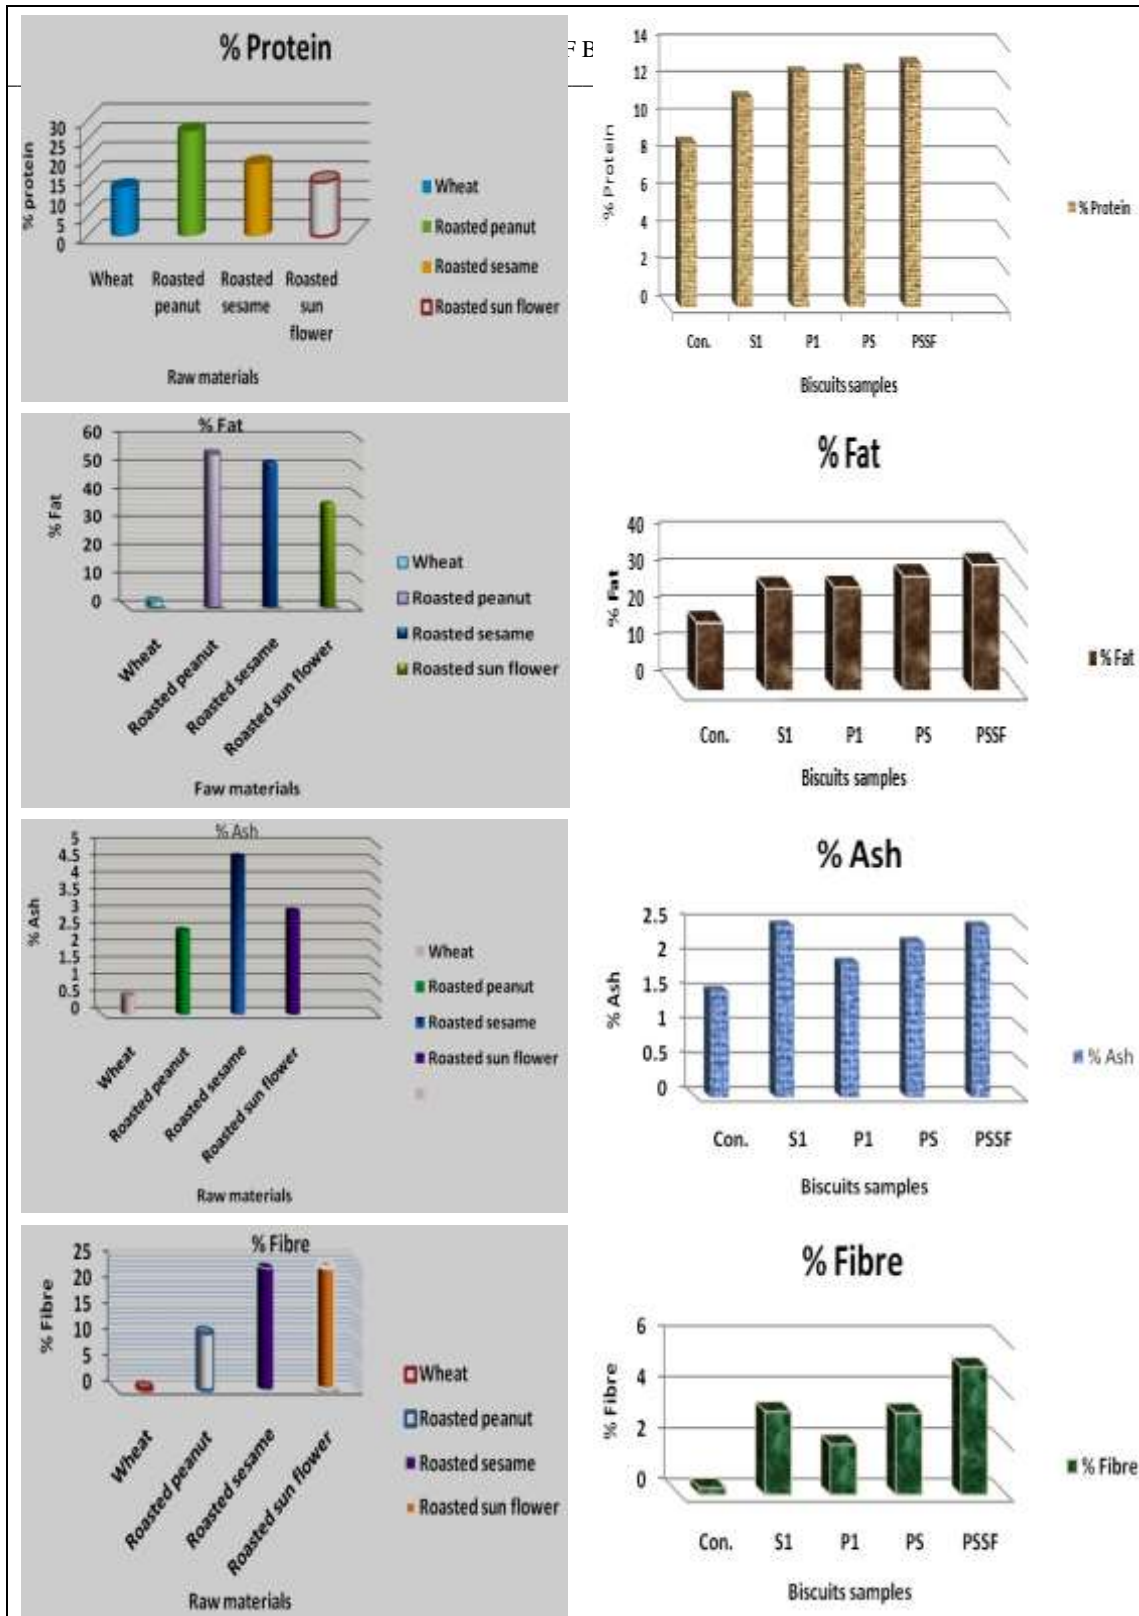 F B
% Protein
% protein
30
25
20
15
10
5
0
Wheat
Roasted peanut
Roasted sesame
Roasted sun flower
Wheat
Roasted
peanut
Roasted
sesame
Roasted
sun
flower
Raw materials
% Protein
14
12
10
8
6
4
2
0
Con.
S1
P1
PS
PSSF
Biscuits samples
% Protein
% Fat
% Fat
60
50
40
30
20
10
0
Wheat
Roasted peanut
Roasted sesame
Roasted sun flower
Wheat
Roasted peanut
Roasted sesame
Roasted sun flower
Faw materials
% Fat
% Fat
40
30
20
10
0
Con.
S1
P1
PS
PSSF
Biscuits samples
% Fat
% Ash
% Ash
5
4.5
4
3.5
3
2.5
2
1.5
1
0.5
0
Wheat
Roasted peanut
Roasted sesame
Roasted sun flower
Wheat
Roasted peanut
Roasted sesame
Roasted sun flower
Raw materials
% Ash
% Ash
2.5
2
1.5
1
0.5
0
Con.
S1
P1
PS
PSSF
Biscuits samples
% Ash
% Fibre
% Fibre
25
20
15
10
5
0
Wheat
Roasted peanut
Roasted sesame
Roasted sun flower
Wheat
Roasted peanut
Roasted sesame
Roasted sun flower
Raw materials
% Fibre
% Fibre
6
4
2
0
Con.
S1
P1
PS
PSSF
Biscuits samples
% Fibre